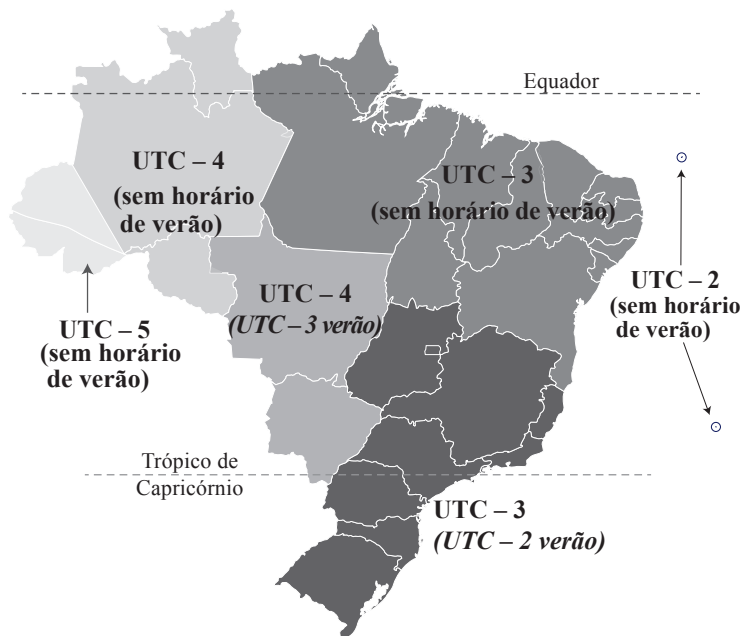 Equador
UTC – 4
(sem horário
de verão)
UTC – 3
(sem horário de verão)
UTC – 2
(sem horário
de verão)
UTC – 4
(UTC – 3 verão)
UTC – 5
(sem horário
de verão)
Trópico de
Capricórnio
UTC – 3
(UTC – 2 verão)